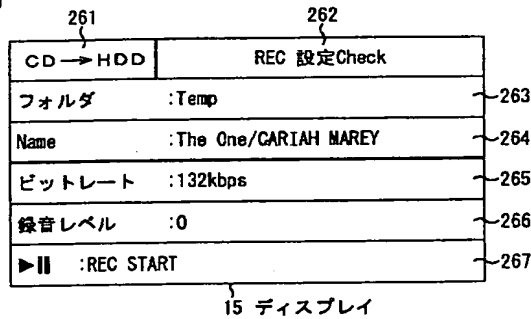 261 262
CD→HDD REC 設定Check
フォルダ :Temp 263
Name :The One/CARIAH MAREY 264
ビットレート :132kbps 265
録音レベル :0 266
▶II :REC START 267
15 ディスプレイ